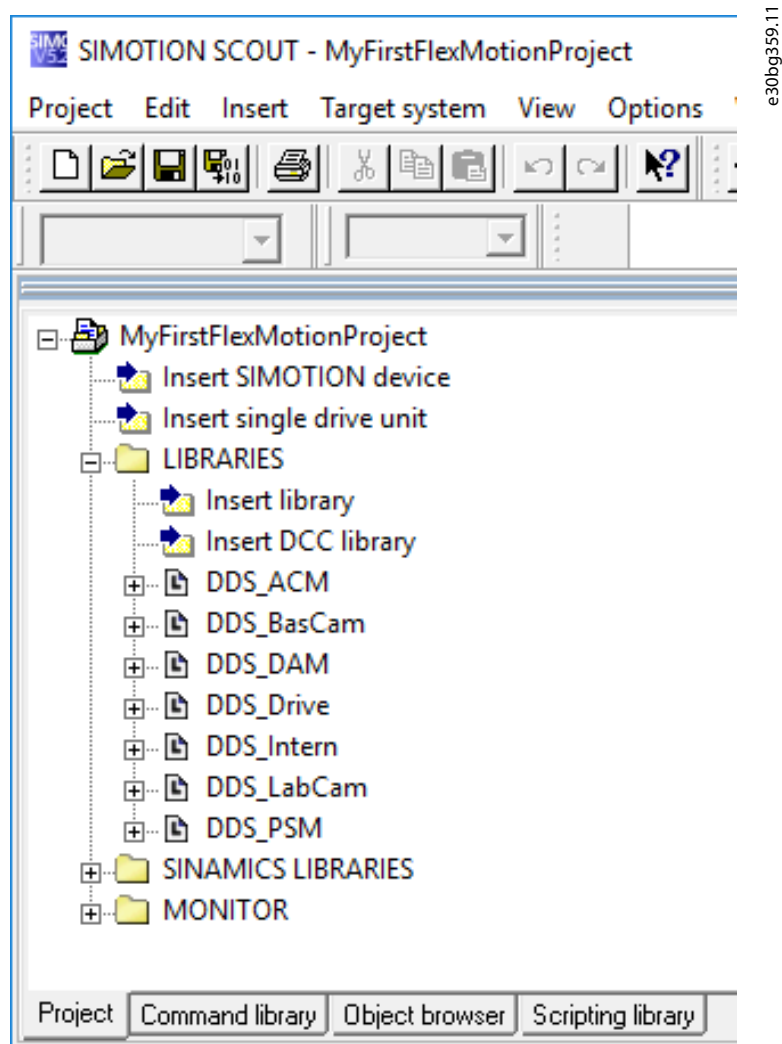 SIMOTION SCOUT - MyFirstFlexMotionProject
Project Edit Insert Target system View Options
MyFirstFlexMotionProject
Insert SIMOTION device
Insert single drive unit
LIBRARIES
Insert library
Insert DCC library
DDS_ACM
DDS_BasCam
DDS_DAM
DDS_Drive
DDS_Intern
DDS_LabCam
DDS_PSM
SINAMICS LIBRARIES
MONITOR
Project Command library Object browser Scripting library
e30bg359.11